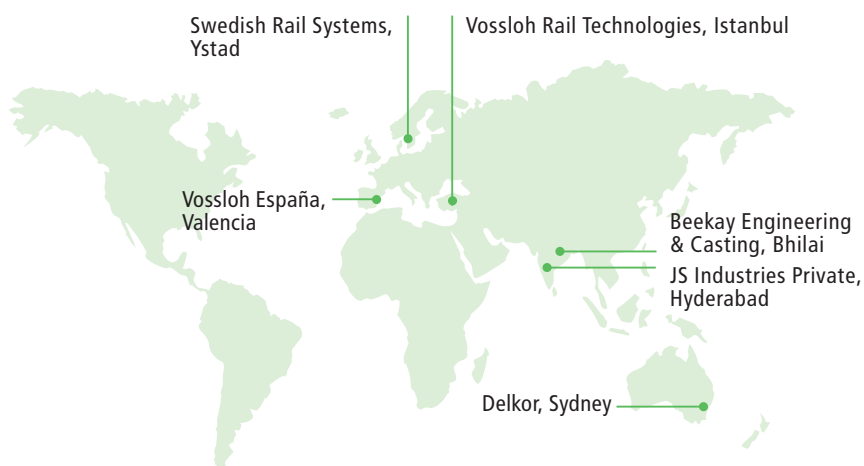 Swedish Rail Systems,
Ystad
Vossloh Rail Technologies, Istanbul
Vossloh España,
Valencia
Beekay Engineering
& Casting, Bhilai
JS Industries Private,
Hyderabad
Delkor, Sydney